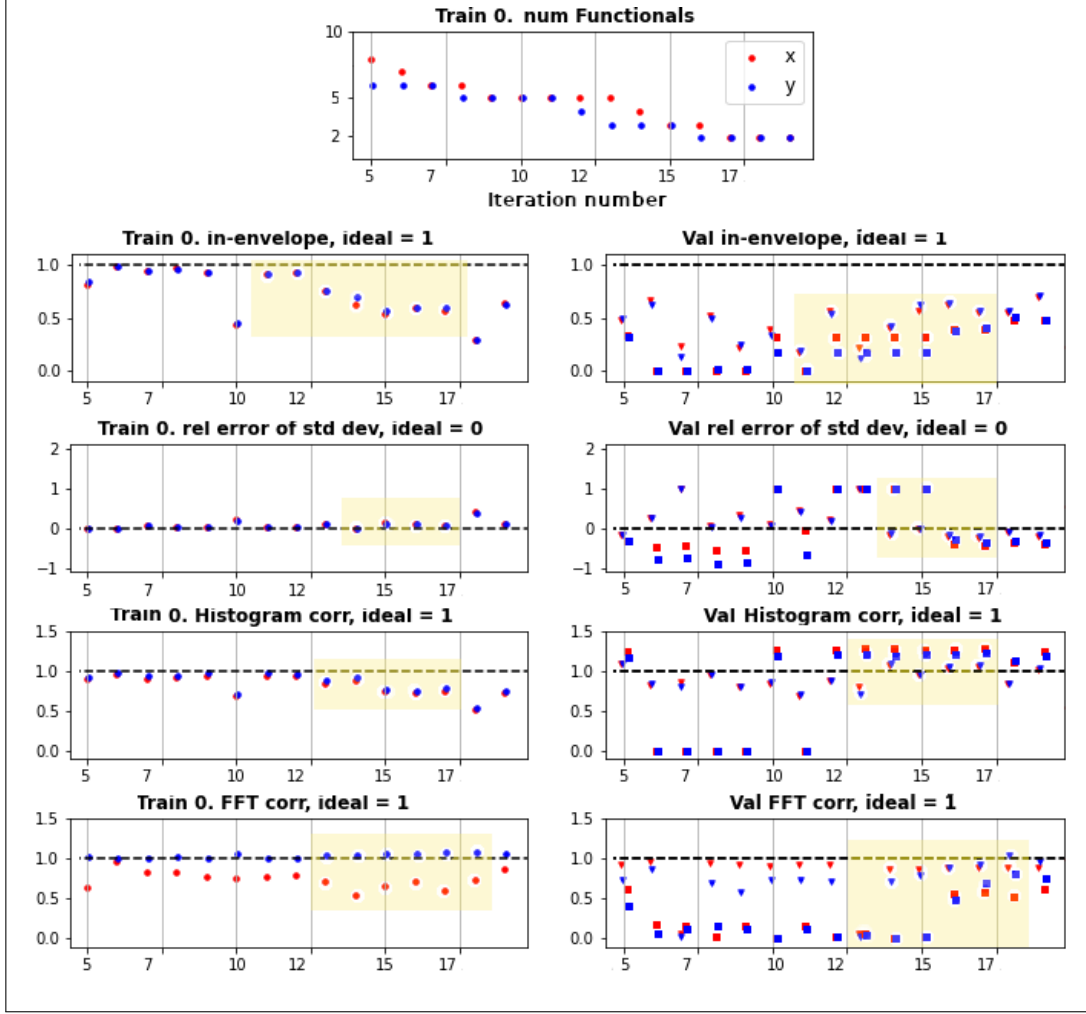 Train 0. num Functionals
10
5
2
x
y
5 7 10 12 15 17
Iteration number
Train 0. in-envelope, ideal = 1
1.0
0.5
0.0
5 7 10 12 15 17
Val in-envelope, ideal = 1
1.0
0.5
0.0
5 7 10 12 15 17
Train 0. rel error of std dev, ideal = 0
2
1
0
−1
5 7 10 12 15 17
Val rel error of std dev, ideal = 0
2
1
0
−1
5 7 10 12 15 17
Train 0. Histogram corr, ideal = 1
1.5
1.0
0.5
0.0
5 7 10 12 15 17
Val Histogram corr, ideal = 1
1.5
1.0
0.5
0.0
5 7 10 12 15 17
Train 0. FFT corr, ideal = 1
1.5
1.0
0.5
0.0
5 7 10 12 15 17
Val FFT corr, ideal = 1
1.5
1.0
0.5
0.0
5 7 10 12 15 17